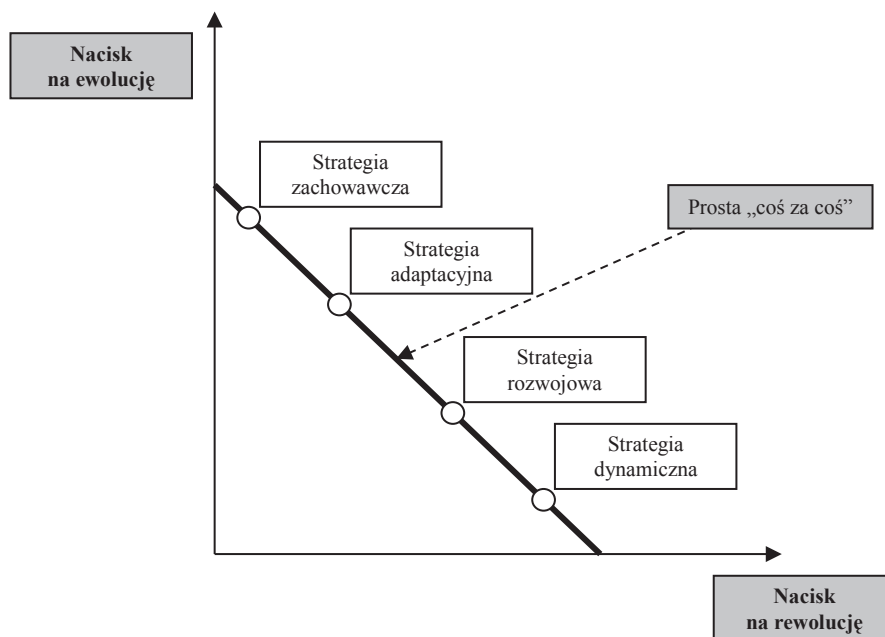 Nacisk
na ewolucję
Strategia
zachowawcza
Prosta „coś za coś”
Strategia
adaptacyjna
Strategia
rozwojowa
Strategia
dynamiczna
Nacisk
na rewolucję